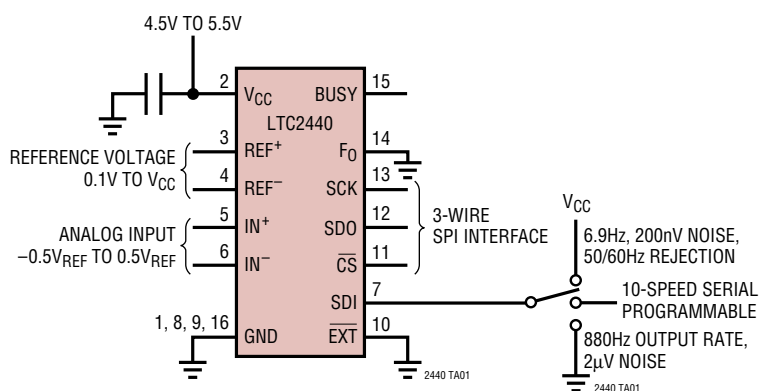 4.5V TO 5.5V
2
VCC
BUSY
15
LTC2440
3
REF+
FO
14
REFERENCE VOLTAGE
0.1V TO VCC
4
REF−
SCK
13
5
IN+
SDO
12
3-WIRE
SPI INTERFACE
ANALOG INPUT
−0.5VREF TO 0.5VREF
6
IN−
CS
11
VCC
6.9Hz, 200nV NOISE,
50/60Hz REJECTION
SDI
7
10-SPEED SERIAL
PROGRAMMABLE
1, 8, 9, 16
GND
EXT
10
880Hz OUTPUT RATE,
2µV NOISE
2440 TA01
2440 TA01